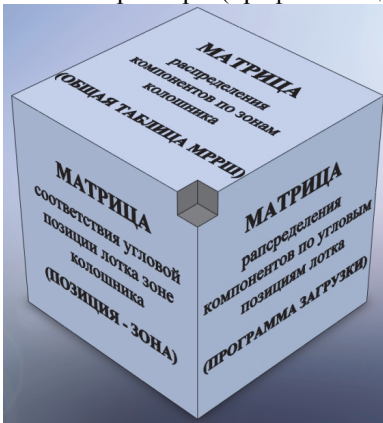 МАТРИЦА
распределения
компонентов по зонам
колошника
(ОБЩАЯ ТАБЛИЦА МРРШ)
МАТРИЦА
соответствия угловой
позиции лотка зоне
колошника
(ПОЗИЦИЯ - ЗОНА)
МАТРИЦА
рапсределения
компонентов по угловым
позициям лотка
(ПРОГРАММА ЗАГРУЗКИ)